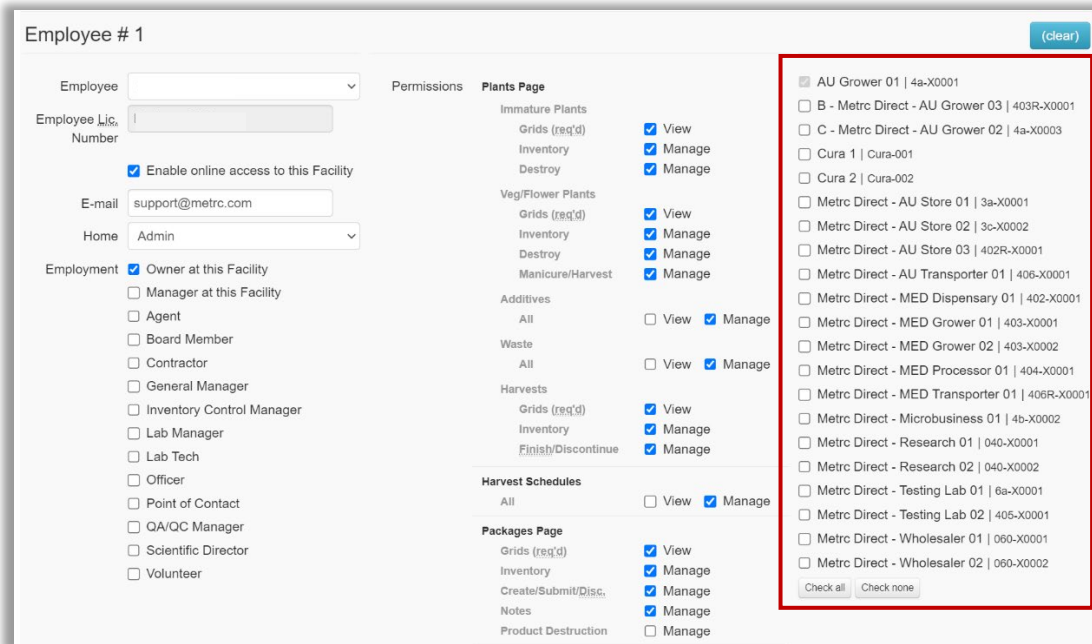 Employee # 1
(clear)
Employee
Employee Lic. Number
Enable online access to this Facility
E-mail support@metrc.com
Home Admin
Employment Owner at this Facility
Manager at this Facility
Agent
Board Member
Contractor
General Manager
Inventory Control Manager
Lab Manager
Lab Tech
Officer
Point of Contact
QA/QC Manager
Scientific Director
Volunteer
Permissions Plants Page
Immature Plants
Grids (req'd) View
Inventory Manage
Destroy Manage
Veg/Flower Plants
Grids (req'd) View
Inventory Manage
Destroy Manage
Manicure/Harvest Manage
Additives
All View Manage
Waste
All View Manage
Harvests
Grids (req'd) View
Inventory Manage
Finish/Discontinue Manage
Harvest Schedules
All View Manage
Packages Page
Grids (req'd) View
Inventory Manage
Create/Submit/Disc. Manage
Notes Manage
Product Destruction Manage
AU Grower 01 | 4a-X0001
B - Metrc Direct - AU Grower 03 | 403R-X0001
C - Metrc Direct - AU Grower 02 | 4a-X0003
Cura 1 | Cura-001
Cura 2 | Cura-002
Metrc Direct - AU Store 01 | 3a-X0001
Metrc Direct - AU Store 02 | 3c-X0002
Metrc Direct - AU Store 03 | 402R-X0001
Metrc Direct - AU Transporter 01 | 406-X0001
Metrc Direct - MED Dispensary 01 | 402-X0001
Metrc Direct - MED Grower 01 | 403-X0001
Metrc Direct - MED Grower 02 | 403-X0002
Metrc Direct - MED Processor 01 | 404-X0001
Metrc Direct - MED Transporter 01 | 406R-X0001
Metrc Direct - Microbusiness 01 | 4b-X0002
Metrc Direct - Research 01 | 040-X0001
Metrc Direct - Research 02 | 040-X0002
Metrc Direct - Testing Lab 01 | 6a-X0001
Metrc Direct - Testing Lab 02 | 405-X0001
Metrc Direct - Wholesaler 01 | 060-X0001
Metrc Direct - Wholesaler 02 | 060-X0002
Check all Check none